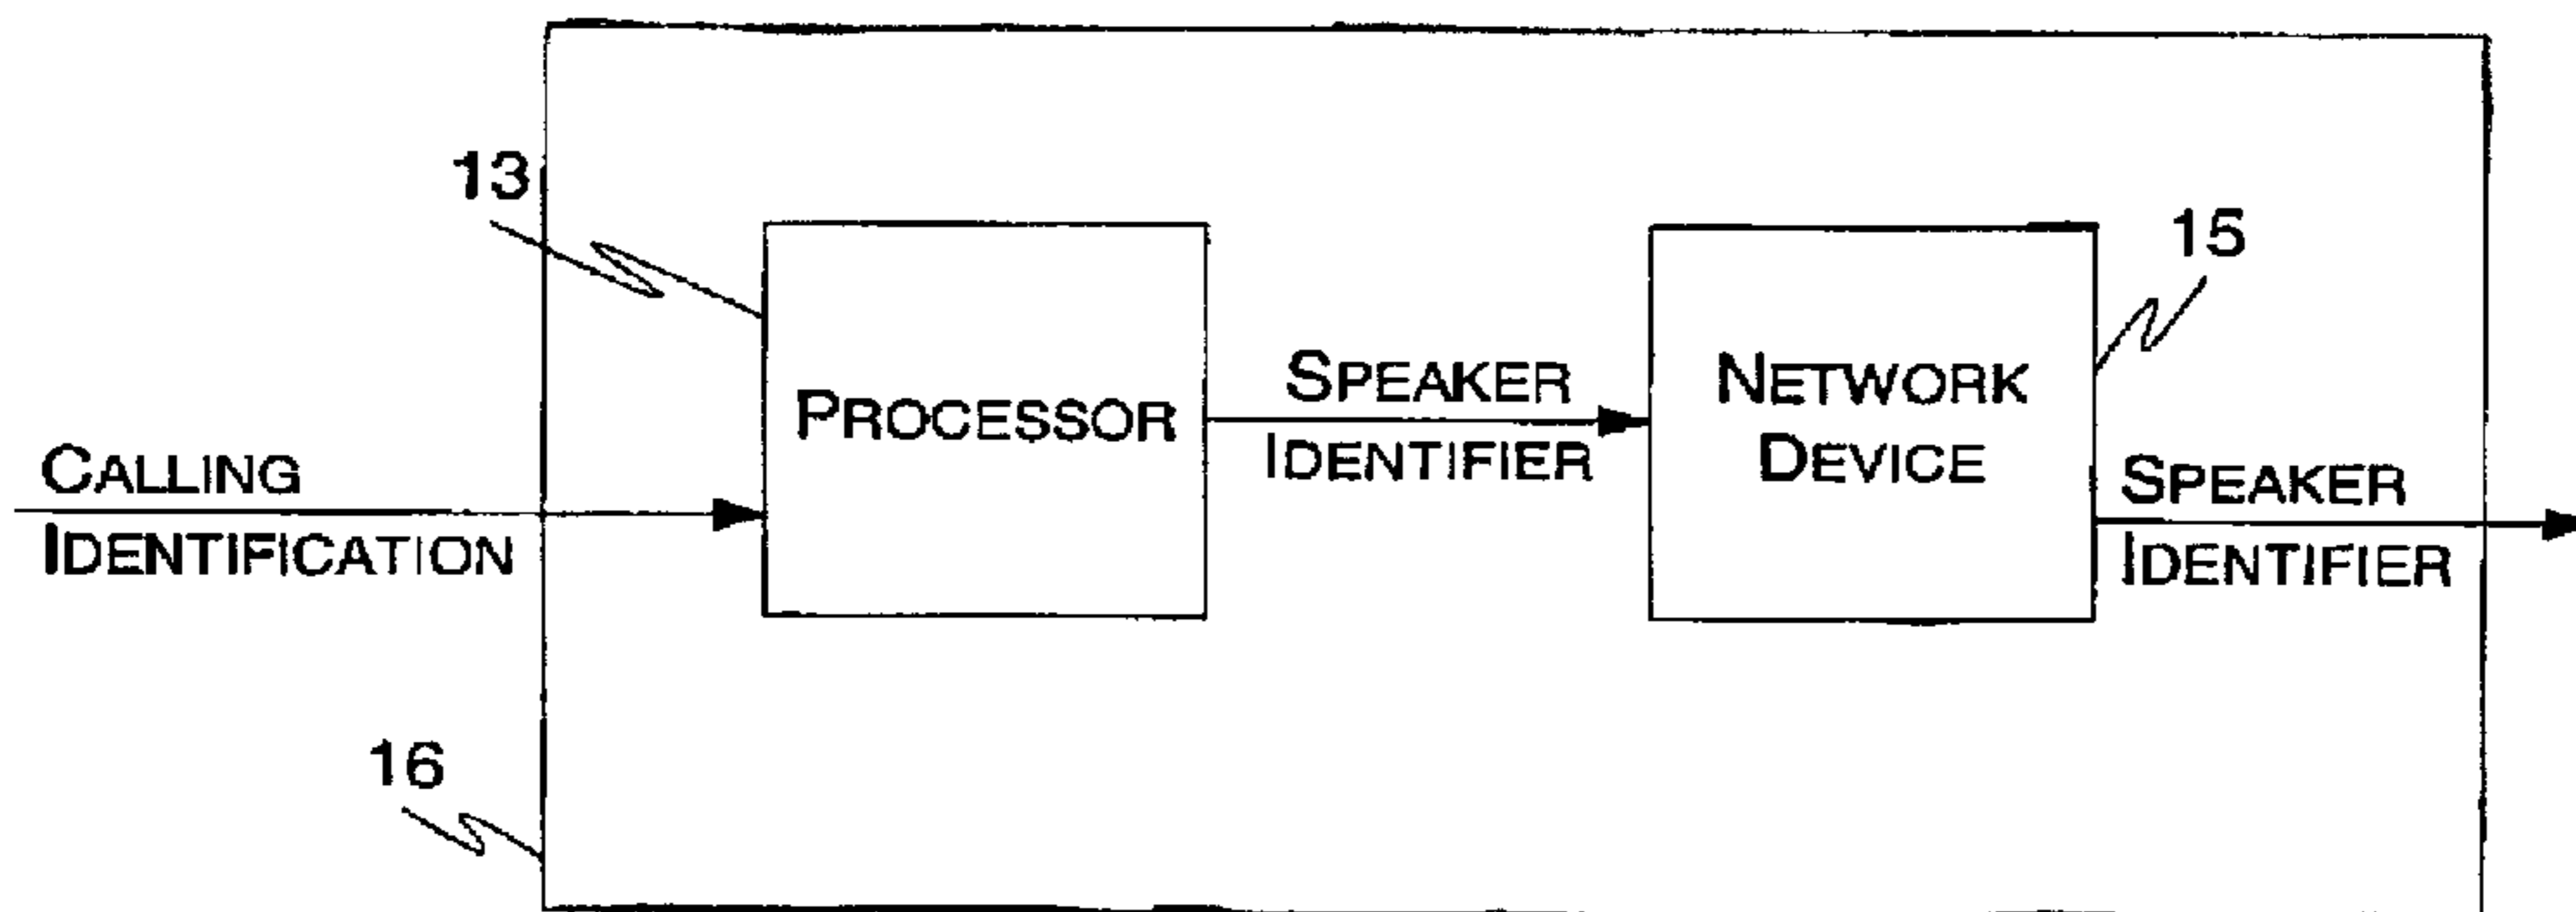 13
15
PROCESSOR
SPEAKER
IDENTIFIER
NETWORK
DEVICE
CALLING
IDENTIFICATION
SPEAKER
IDENTIFIER
16